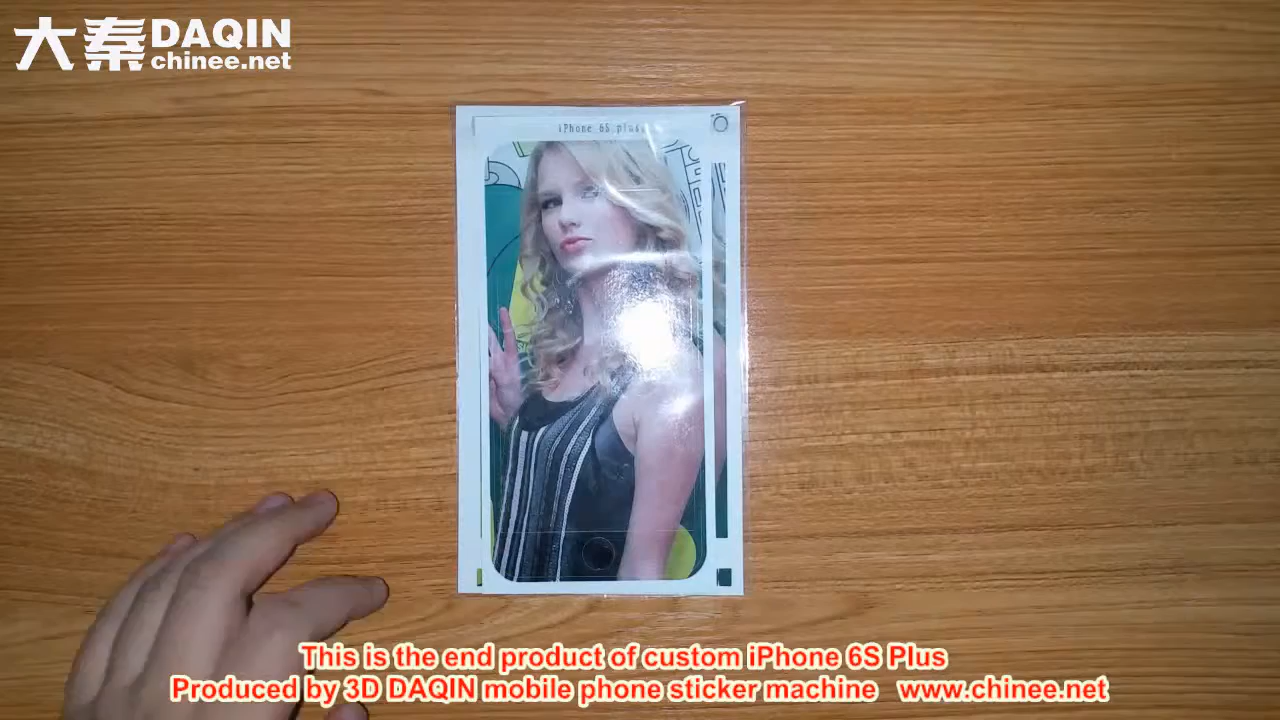 大秦 DAQIN
chinee.net
iPhone 6S plus
This is the end product of custom iPhone 6S Plus
Produced by 3D DAQIN mobile phone sticker machine www.chinee.net